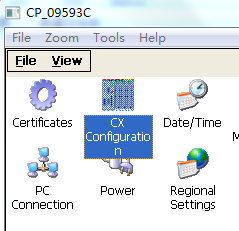 CP_09593C
File Zoom Tools Help
File View
Certificates
CX
Configuratio
n
Date/Time
PC
Connection
Power
Regional
Settings